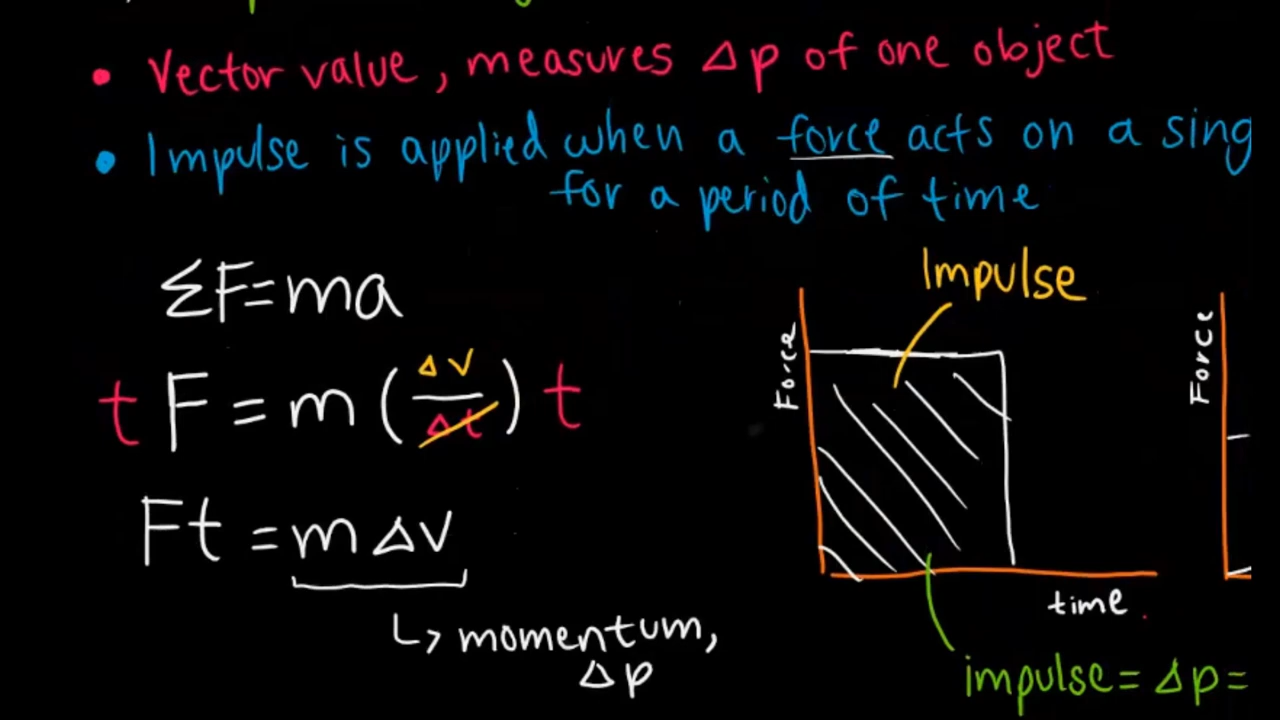 • Vector value, measures Δp of one object
• Impulse is applied when a force acts on a sing
for a period of time
ΣF=ma
t F = m (Δv/Δt) t
Ft = m Δv
↳ momentum,
Δp
Impulse
Force
time
impulse = Δp =
Force